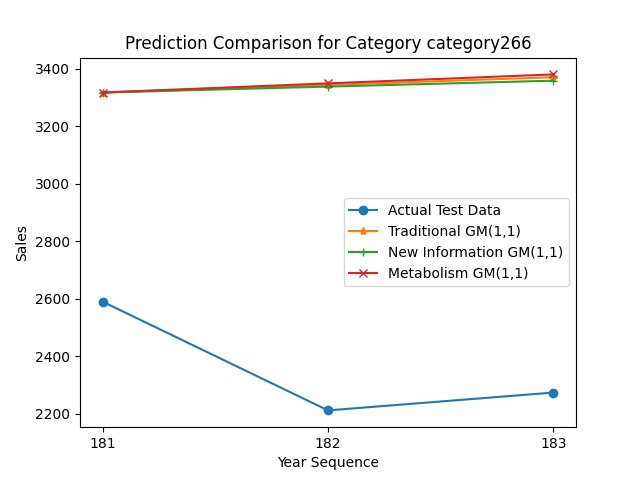 Prediction Comparison for Category category266
3400
3200
3000
2800
2600
2400
2200
Sales
Actual Test Data
Traditional GM(1,1)
New Information GM(1,1)
Metabolism GM(1,1)
181
182
183
Year Sequence